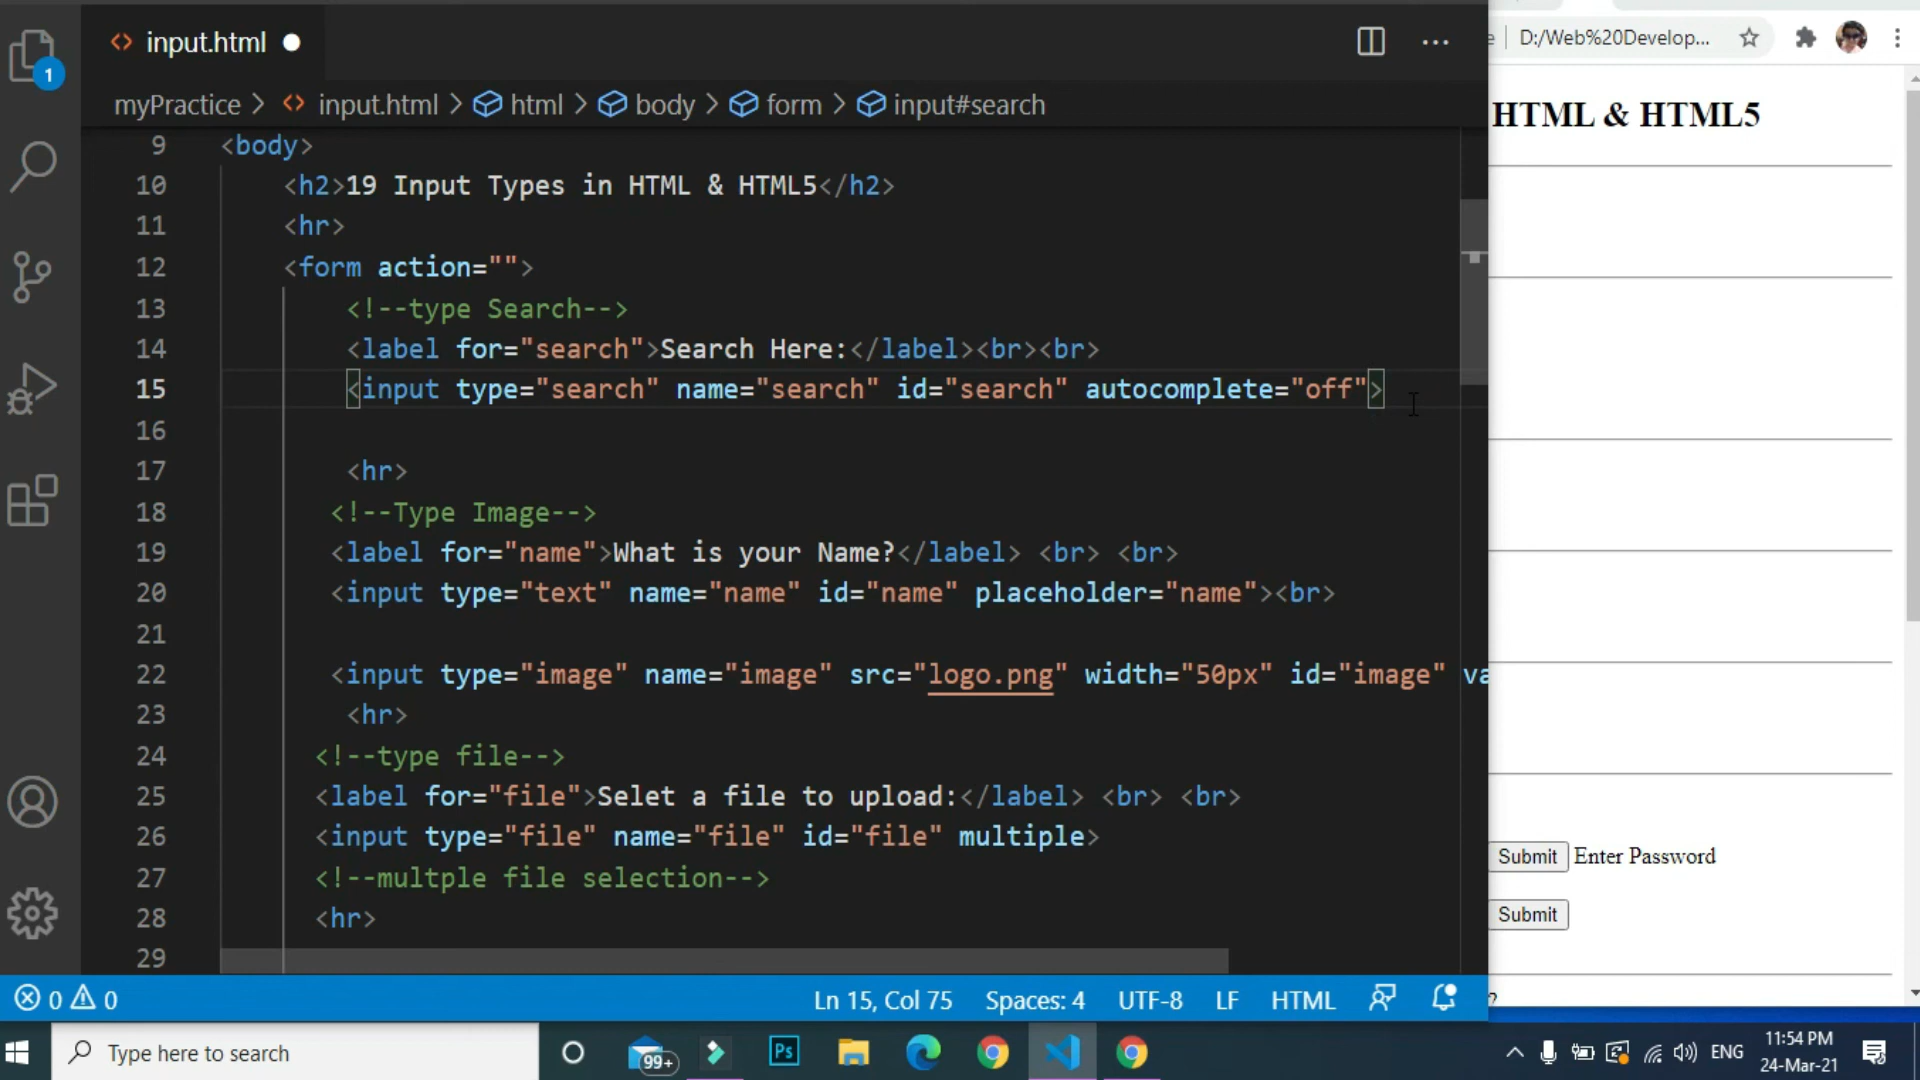 input.html
D:/Web%20Develop...
1
myPractice > input.html > html > body > form > input#search
9 <body>
10 <h2>19 Input Types in HTML & HTML5</h2>
11 <hr>
12 <form action="">
13 <!--type Search-->
14 <label for="search">Search Here:</label><br><br>
15 <input type="search" name="search" id="search" autocomplete="off">
16
17 <hr>
18 <!--Type Image-->
19 <label for="name">What is your Name?</label> <br> <br>
20 <input type="text" name="name" id="name" placeholder="name"><br>
21
22 <input type="image" name="image" src="logo.png" width="50px" id="image" va
23 <hr>
24 <!--type file-->
25 <label for="file">Selet a file to upload:</label> <br> <br>
26 <input type="file" name="file" id="file" multiple>
27 <!--multple file selection-->
28 <hr>
29
HTML & HTML5
Submit Enter Password
Submit
?
0 0 Ln 15, Col 75 Spaces: 4 UTF-8 LF HTML
Type here to search
99+
Ps
ENG
11:54 PM
24-Mar-21